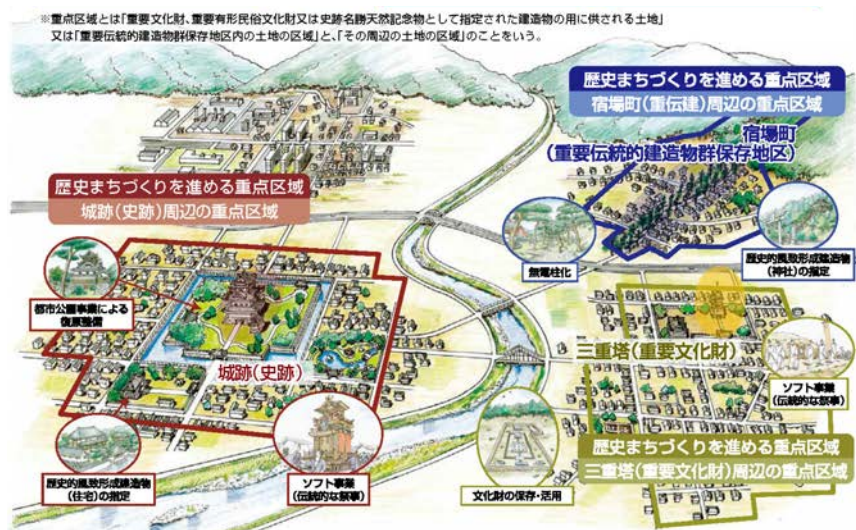 ※重点区域とは「重要文化財、重要有形民俗文化財又は史跡名勝天然記念物として指定された建造物の用に供される土地」
又は「重要伝統的建造物群保存地区内の土地の区域」と、「その周辺の土地の区域」のことをいう。
歴史まちづくりを進める重点区域
宿場町(重伝建)周辺の重点区域
宿場町
(重要伝統的建造物群保存地区)
歴史まちづくりを進める重点区域
城跡(史跡)周辺の重点区域
無電柱化
歴史的風致形成建造物
(神社)の指定
都市公園事業による
復原整備
城跡(史跡)
三重塔(重要文化財)
ソフト事業
(伝統的な祭事)
歴史的風致形成建造物
(住宅)の指定
ソフト事業
(伝統的な祭事)
文化財の保存・活用
歴史まちづくりを進める重点区域
三重塔(重要文化財)周辺の重点区域